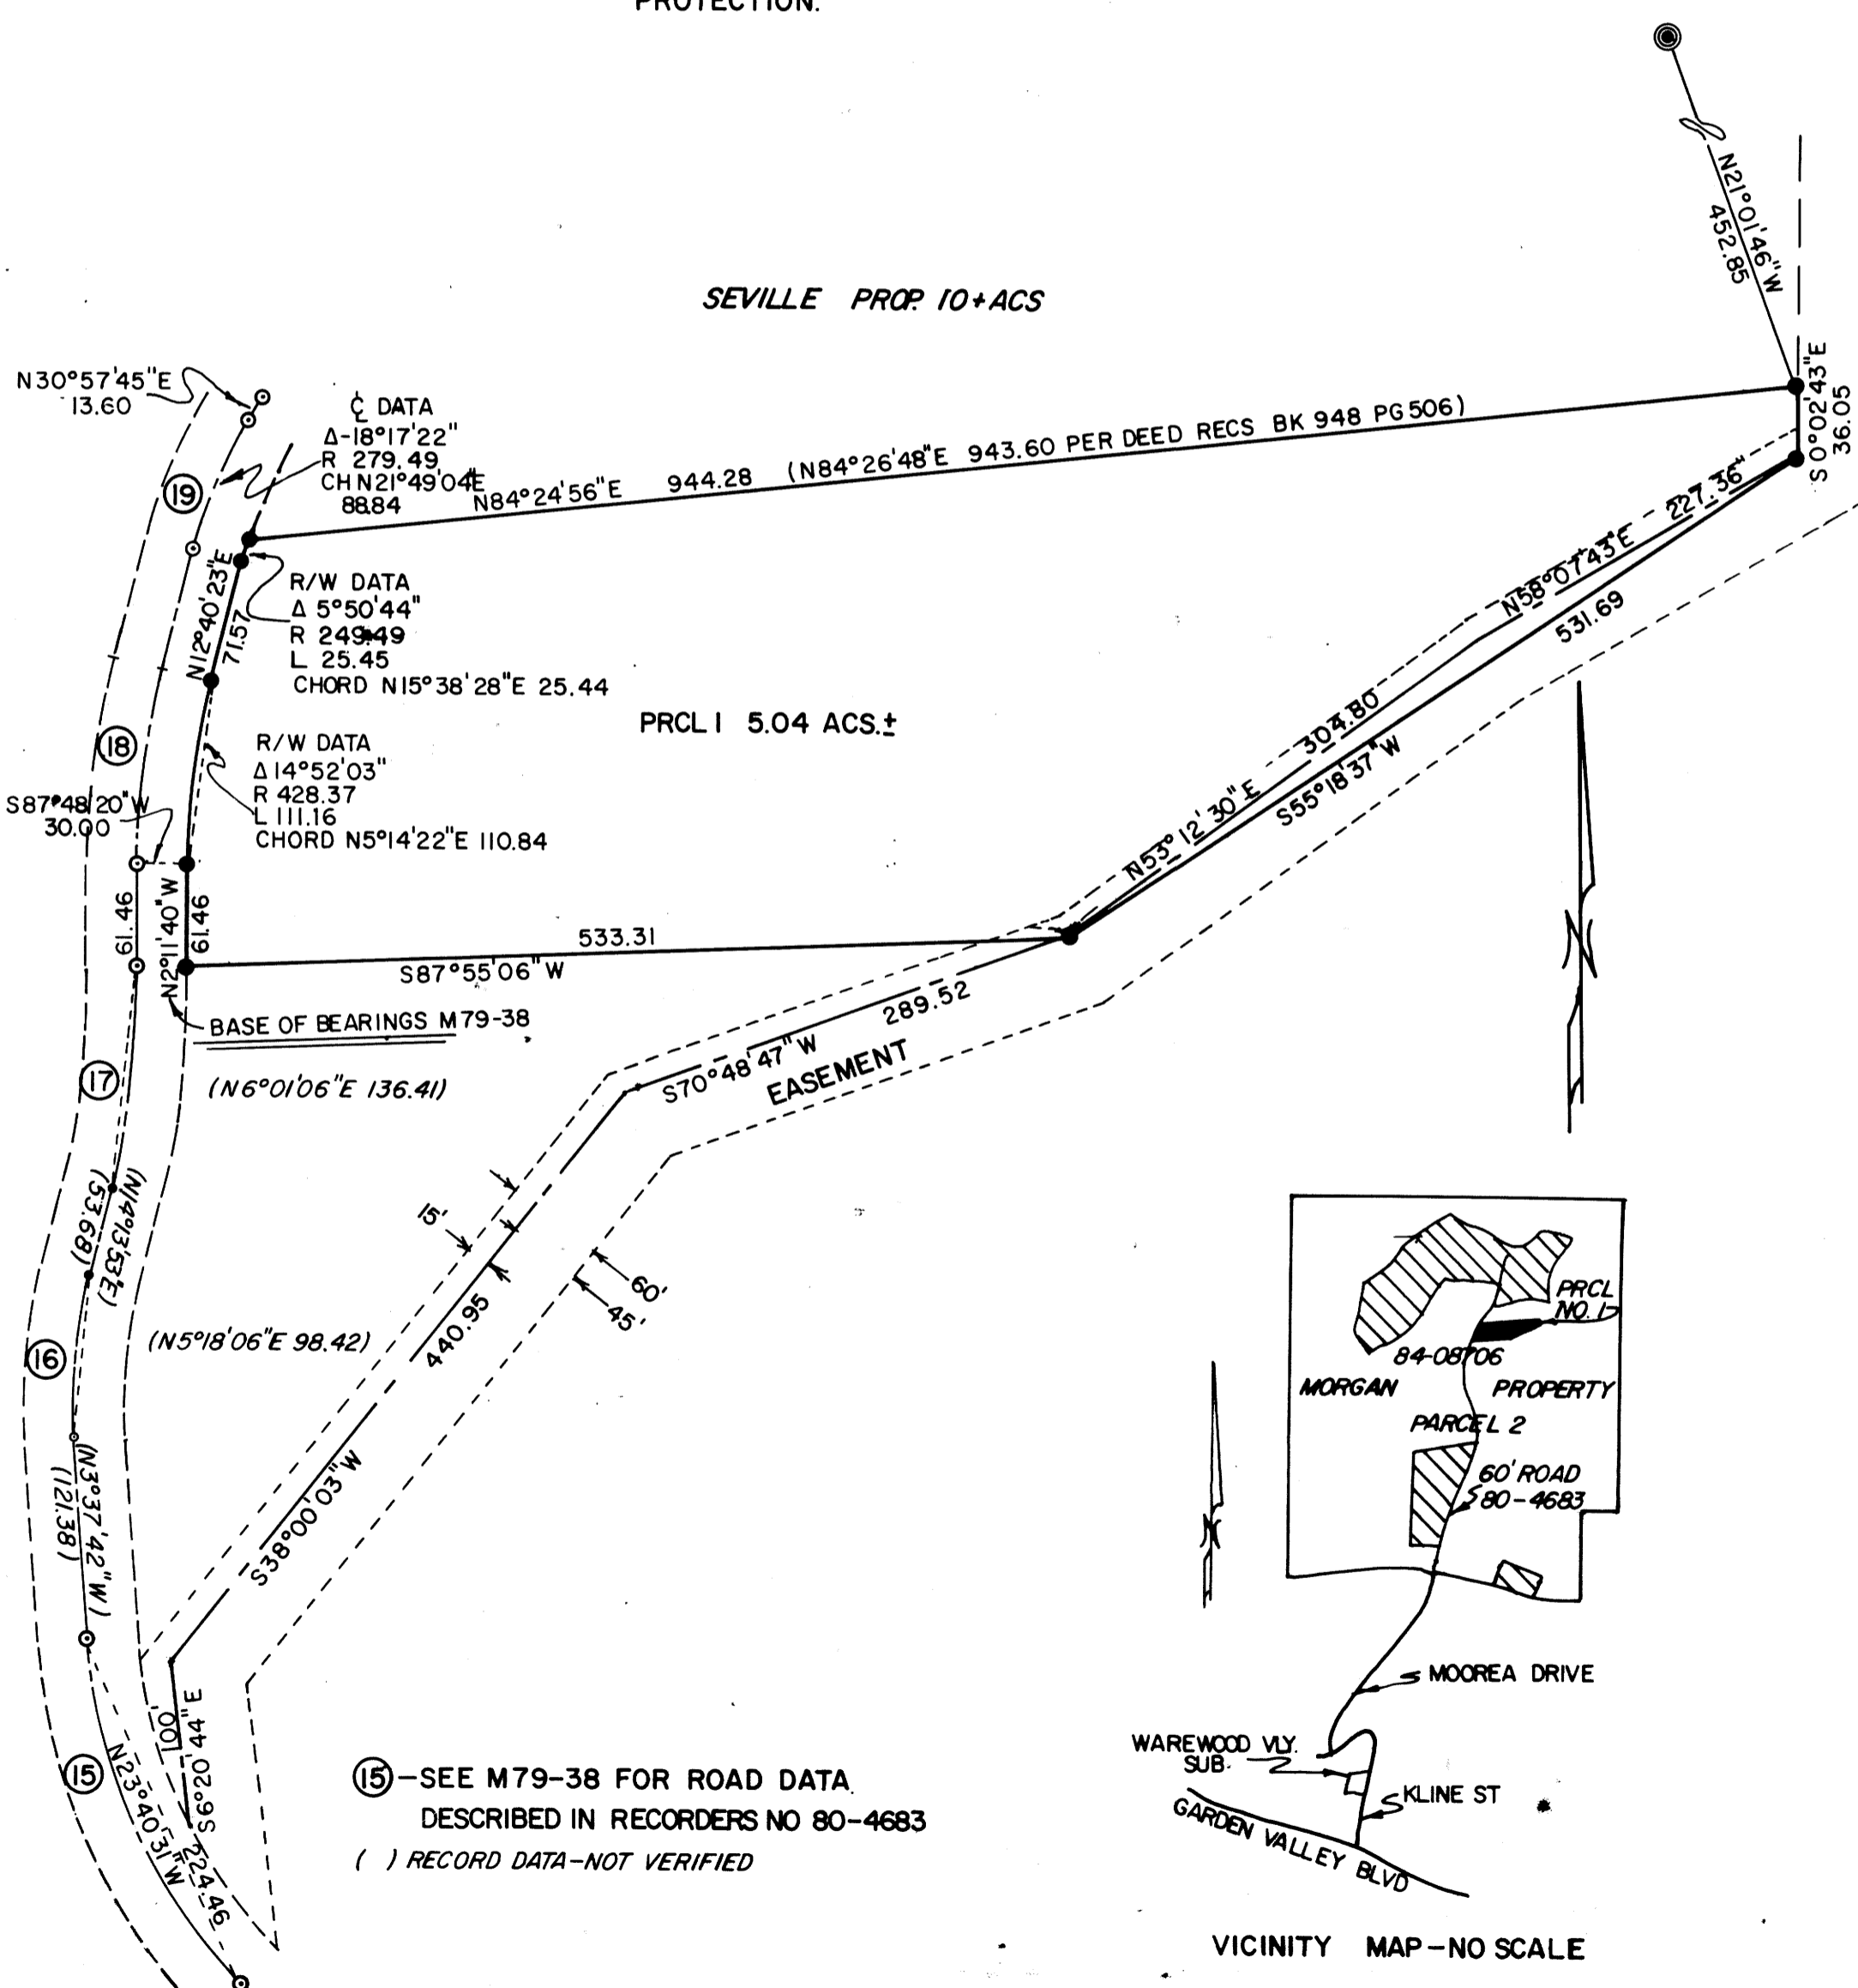 PROTECTION.
N21°01'46"W
452.85
SEVILLE PROP. 10+ACS
S0°02'43"E
36.05
N30°57'45"E
13.60
℄ DATA
Δ-18°17'22"
R 279.49
CH N21°49'04"E
88.84
N84°24'56"E 944.28 (N84°26'48"E 943.60 PER DEED RECS BK 948 PG 506)
19
N12°40'23"E
71.57
R/W DATA
Δ 5°50'44"
R 249.49
L 25.45
CHORD N15°38'28"E 25.44
N58°07'43"E 227.36
531.69
PRCL 1 5.04 ACS.±
18
R/W DATA
Δ 14°52'03"
R 428.37
L 111.16
CHORD N5°14'22"E 110.84
S87°48'20"W
30.00
N53°12'30"E 304.80
S55°18'37"W
61.46
N2°11'40"W
61.46
533.31
S87°55'06"W
BASE OF BEARINGS M79-38
289.52
S70°48'47"W
EASEMENT
17
(N6°01'06"E 136.41)
(N14°13'53"E)
(53.68)
15'
60'
45'
440.95
16
(N5°18'06"E 98.42)
S38°00'03"W
(N3°37'42"W)
(121.38)
PRCL
NO. 1
84-08706
MORGAN PROPERTY
PARCEL 2
60' ROAD
80-4683
MOOREA DRIVE
100'
S6°20'44"E
15
N23°40'31"W
224.46
WAREWOOD VLY.
SUB.
KLINE ST
GARDEN VALLEY BLVD
15-SEE M79-38 FOR ROAD DATA.
DESCRIBED IN RECORDERS NO 80-4683
( ) RECORD DATA-NOT VERIFIED
VICINITY MAP-NO SCALE